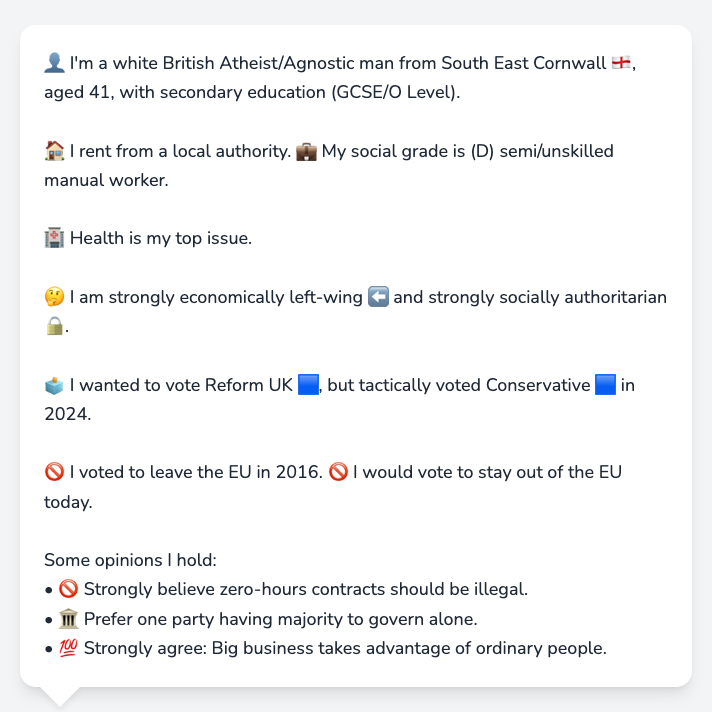 👤 I'm a white British Atheist/Agnostic man from South East Cornwall 🏴󠁧󠁢󠁥󠁮󠁧󠁿,
aged 41, with secondary education (GCSE/O Level).
🏠 I rent from a local authority. 💼 My social grade is (D) semi/unskilled
manual worker.
🏥 Health is my top issue.
🤔 I am strongly economically left-wing ⬅️ and strongly socially authoritarian
🔒.
🗳️ I wanted to vote Reform UK 🟦, but tactically voted Conservative 🟦 in
2024.
🚫 I voted to leave the EU in 2016. 🚫 I would vote to stay out of the EU
today.
Some opinions I hold:
• 🚫 Strongly believe zero-hours contracts should be illegal.
• 🏛️ Prefer one party having majority to govern alone.
• 💯 Strongly agree: Big business takes advantage of ordinary people.